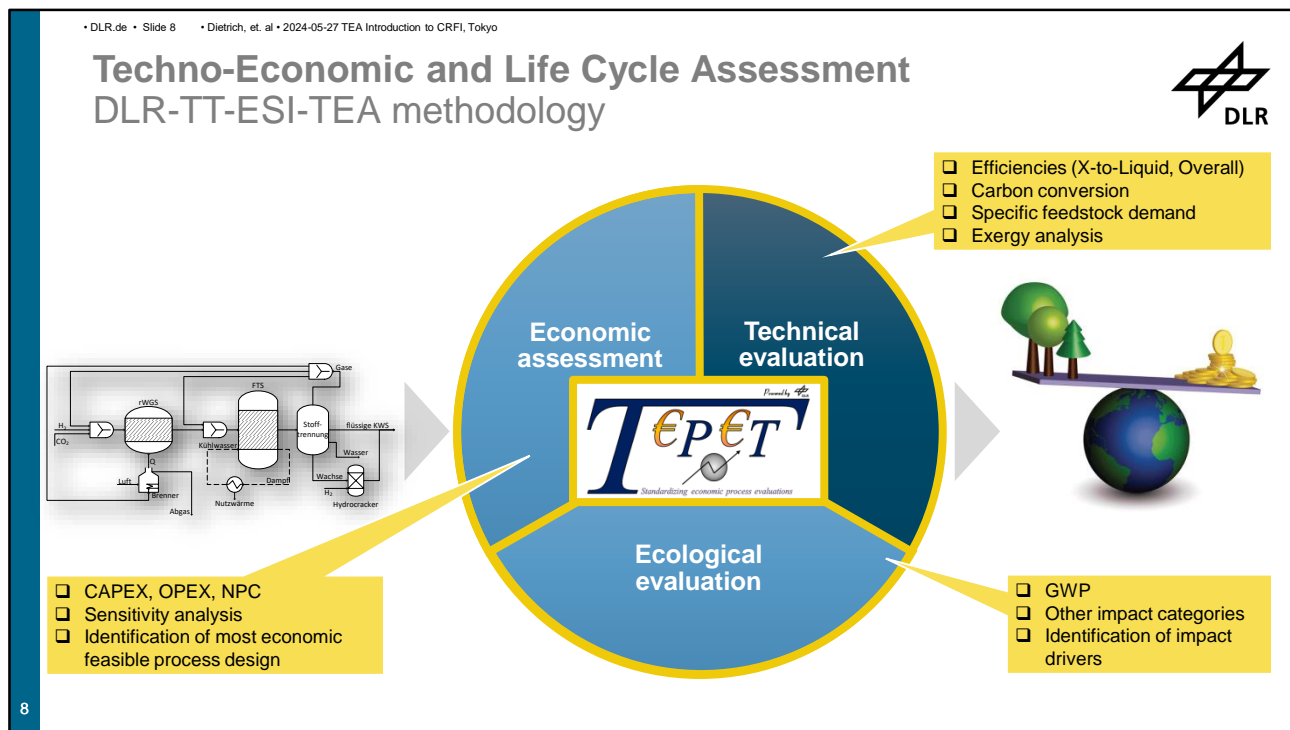 • DLR.de • Slide 8 • Dietrich, et. al • 2024-05-27 TEA Introduction to CRFI, Tokyo
Techno-Economic and Life Cycle Assessment
DLR-TT-ESI-TEA methodology
DLR
Efficiencies (X-to-Liquid, Overall)
Carbon conversion
Specific feedstock demand
Exergy analysis
Economic
assessment
Technical
evaluation
Powered by DLR
T€P€T
Standardizing economic process evaluations
Ecological
evaluation
Gase
rWGS
FTS
H₂
CO₂
Kühlwasser
Stoff-
trennung
flüssige KWS
Wasser
Q
Luft
Brenner
Abgas
Dampf
Nutzwärme
Wachse
H₂
Hydrocracker
CAPEX, OPEX, NPC
Sensitivity analysis
Identification of most economic
feasible process design
GWP
Other impact categories
Identification of impact
drivers
8